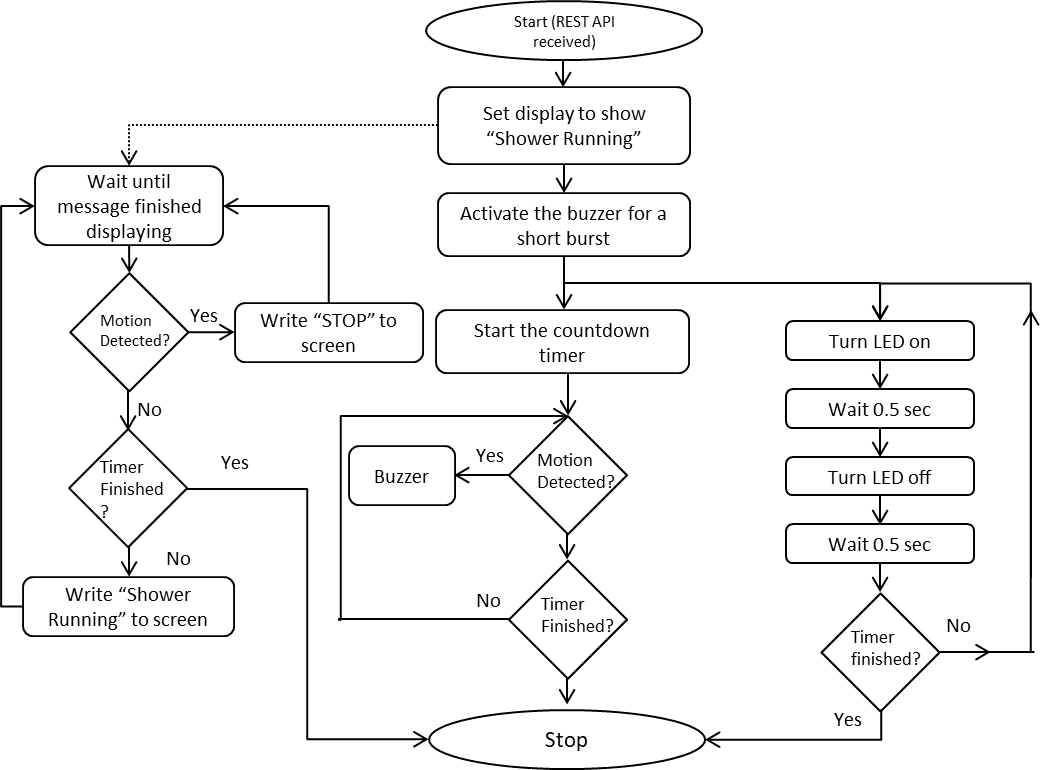 Start (REST API
received)
Set display to show
“Shower Running”
Wait until
message finished
displaying
Activate the buzzer for a
short burst
Motion
Detected?
Yes
Write “STOP” to
screen
No
Start the countdown
timer
Turn LED on
Wait 0.5 sec
Turn LED off
Wait 0.5 sec
Timer
Finished
?
Yes
No
Write “Shower
Running” to screen
Buzzer
Yes
Motion
Detected?
No
Timer
Finished?
Timer
finished?
No
Yes
Stop